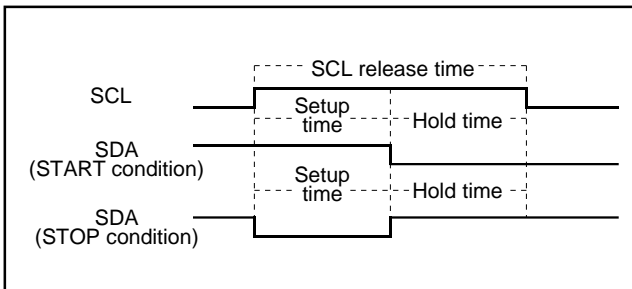 SCL release time
SCL
Setup
time
Hold time
SDA
(START condition)
Setup
time
Hold time
SDA
(STOP condition)